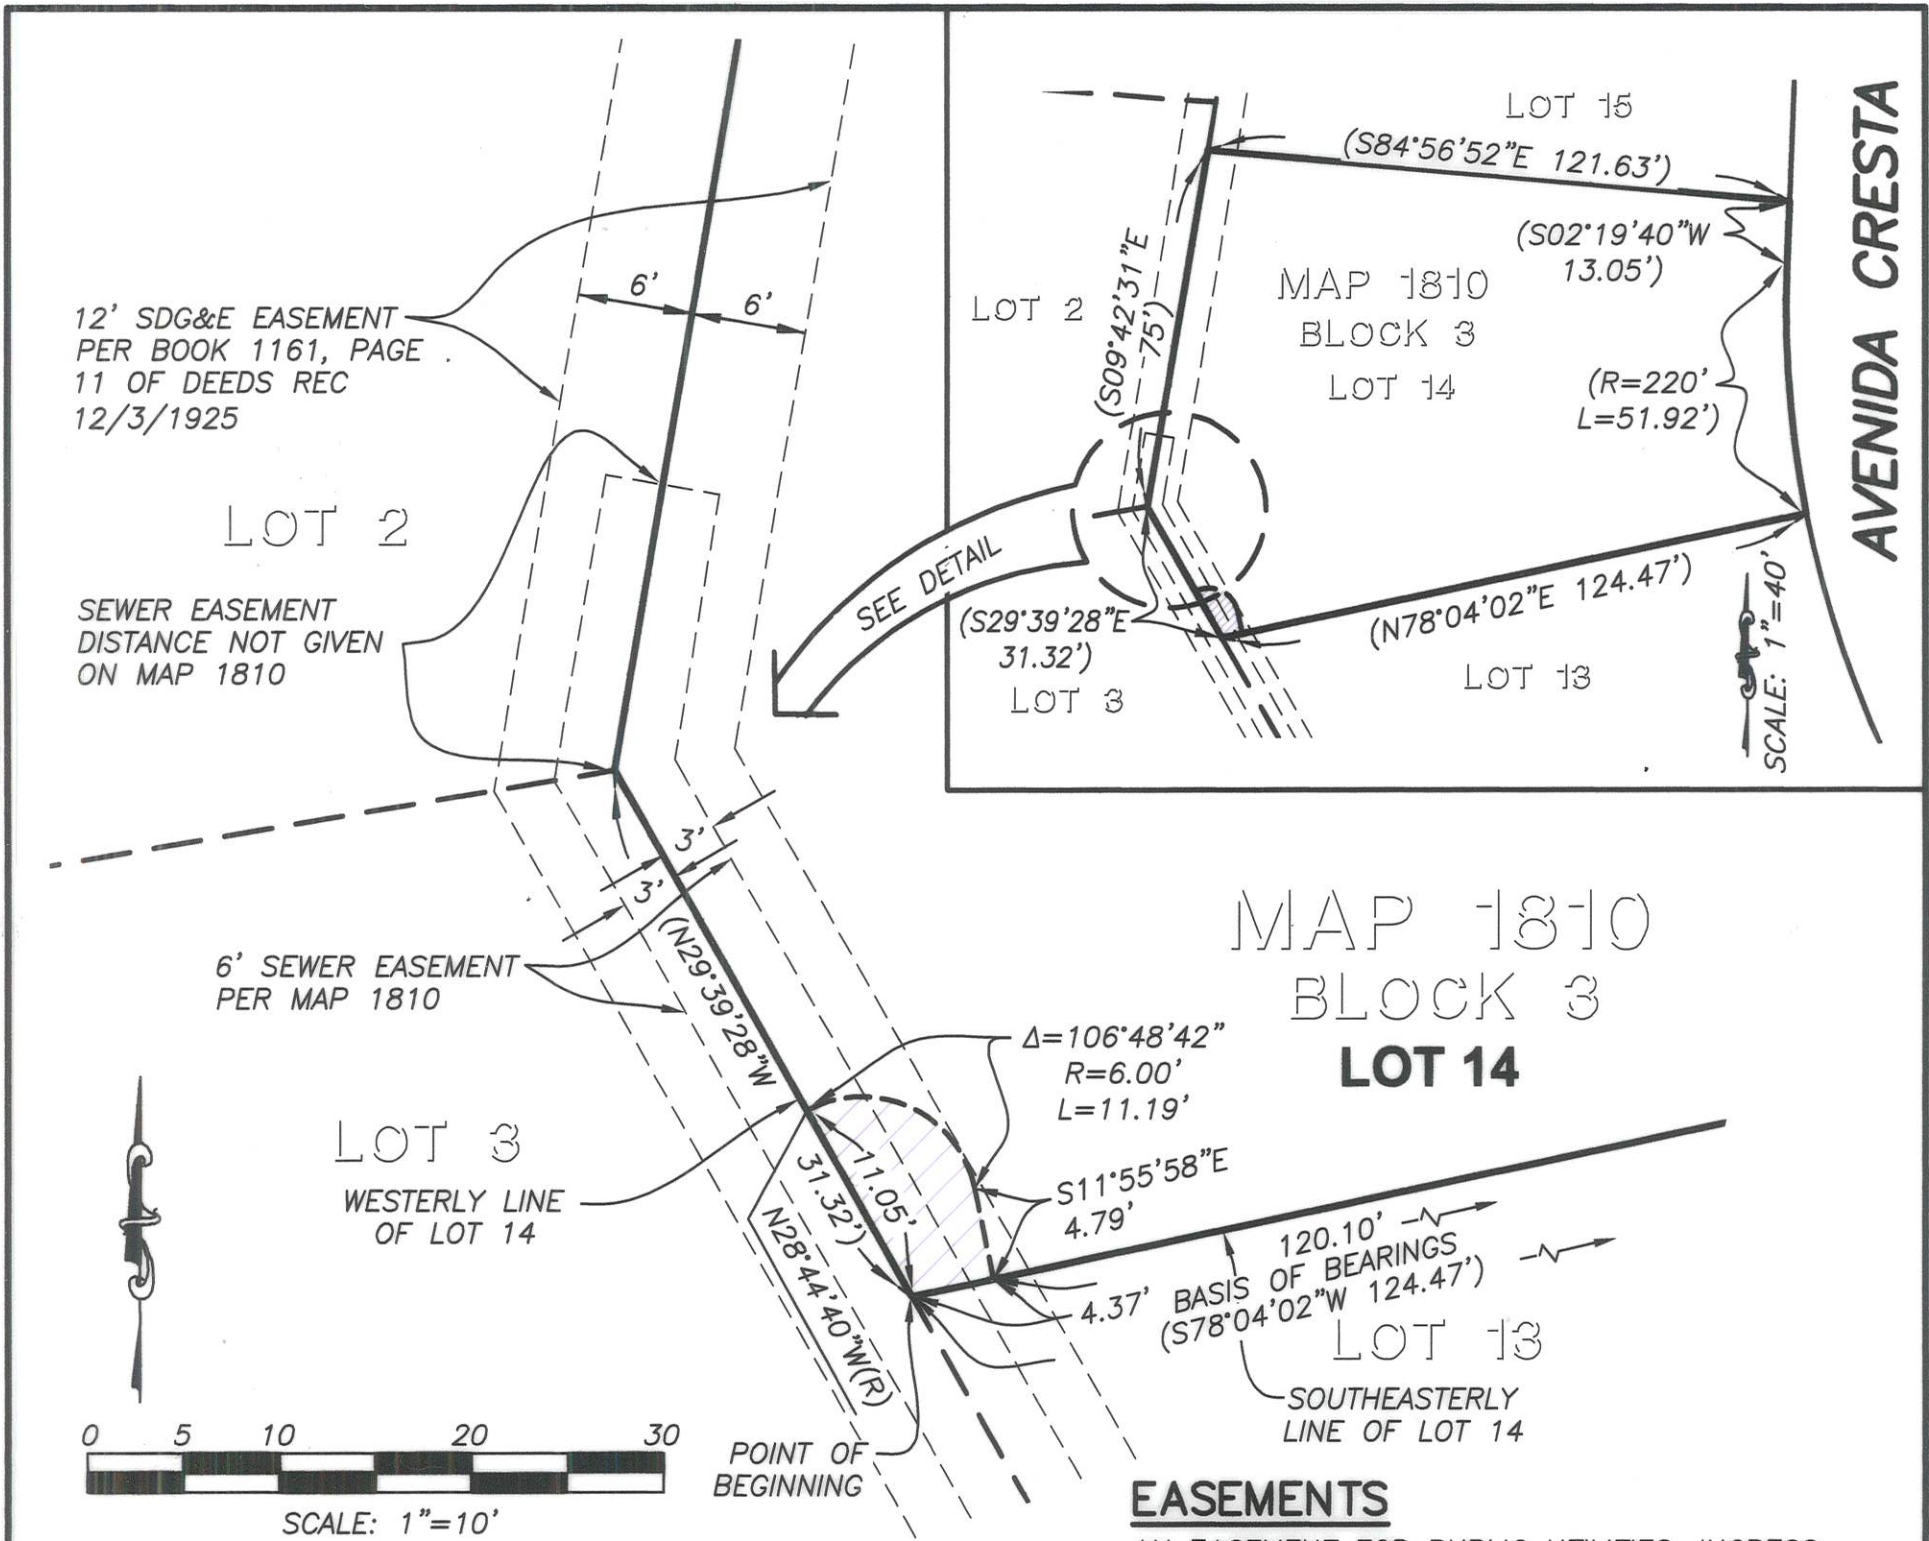 12' SDG&E EASEMENT
PER BOOK 1161, PAGE
11 OF DEEDS REC
12/3/1925
6'
6'
LOT 2
SEWER EASEMENT
DISTANCE NOT GIVEN
ON MAP 1810
LOT 15
(S84°56'52"E 121.63')
(S02°19'40"W
13.05')
AVENIDA CRESTA
LOT 2
(S09°42'31"E
75')
MAP 1810
BLOCK 3
LOT 14
(R=220'
L=51.92')
SEE DETAIL
(S29°39'28"E
31.32')
LOT 3
(N78°04'02"E 124.47')
LOT 13
SCALE: 1"=40'
3'
3'
6' SEWER EASEMENT
PER MAP 1810
(N29°39'28"W
31.32')
11.05'
MAP 1810
BLOCK 3
LOT 14
Δ=106°48'42"
R=6.00'
L=11.19'
LOT 3
WESTERLY LINE
OF LOT 14
N28°44'40"W(R)
S11°55'58"E
4.79'
4.37'
120.10'
BASIS OF BEARINGS
(S78°04'02"W 124.47')
LOT 13
SOUTHEASTERLY
LINE OF LOT 14
POINT OF
BEGINNING
0 5 10 20 30
SCALE: 1"=10'
EASEMENTS